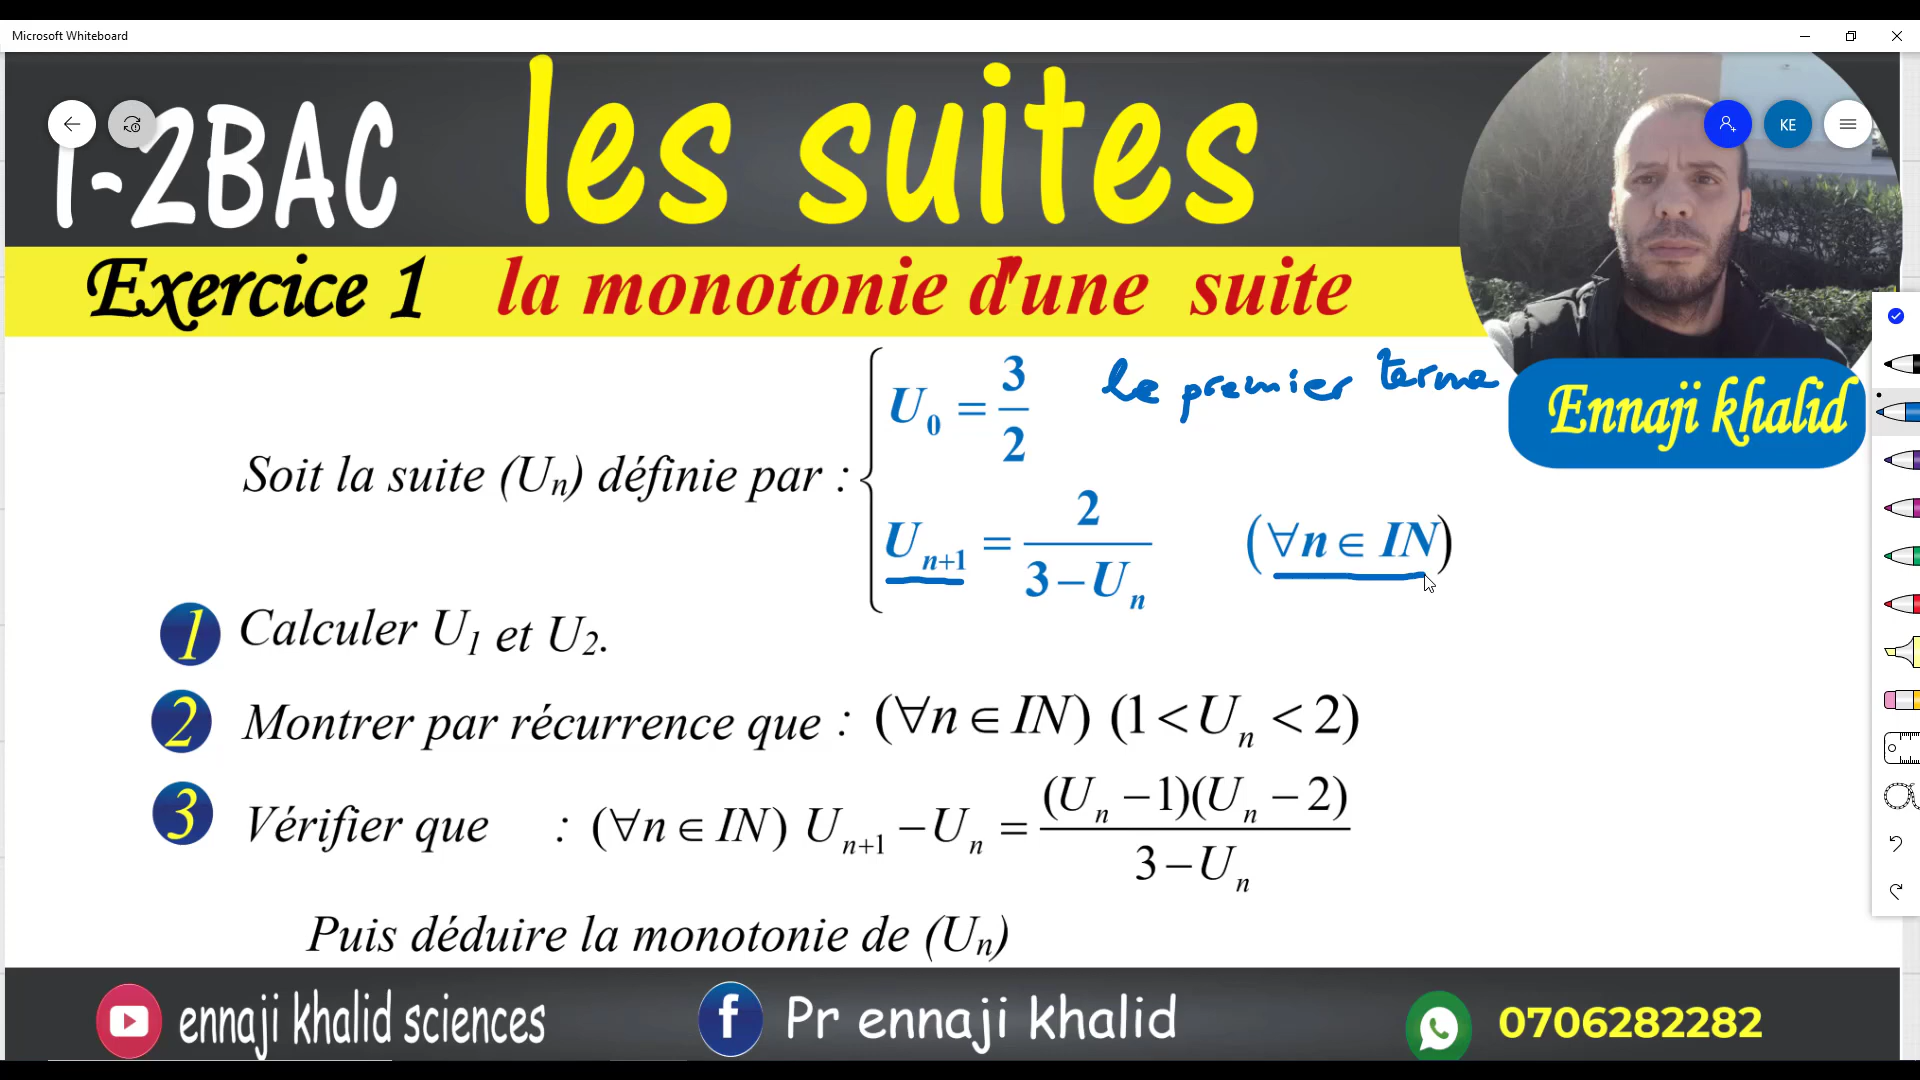 Microsoft Whiteboard
1-2BAC les suites
KE
Exercice 1 la monotonie d'une suite
U₀ = 3/2 le premier terme
Ennaji khalid
Soit la suite (Uₙ) définie par :
Uₙ₊₁ = 2/(3−Uₙ) (∀n ∈ IN)
1 Calculer U₁ et U₂.
2 Montrer par récurrence que : (∀n ∈ IN) (1 < Uₙ < 2)
3 Vérifier que : (∀n ∈ IN) Uₙ₊₁ − Uₙ = (Uₙ −1)(Uₙ −2)/(3−Uₙ)
Puis déduire la monotonie de (Uₙ)
ennaji khalid sciences f Pr ennaji khalid 0706282282